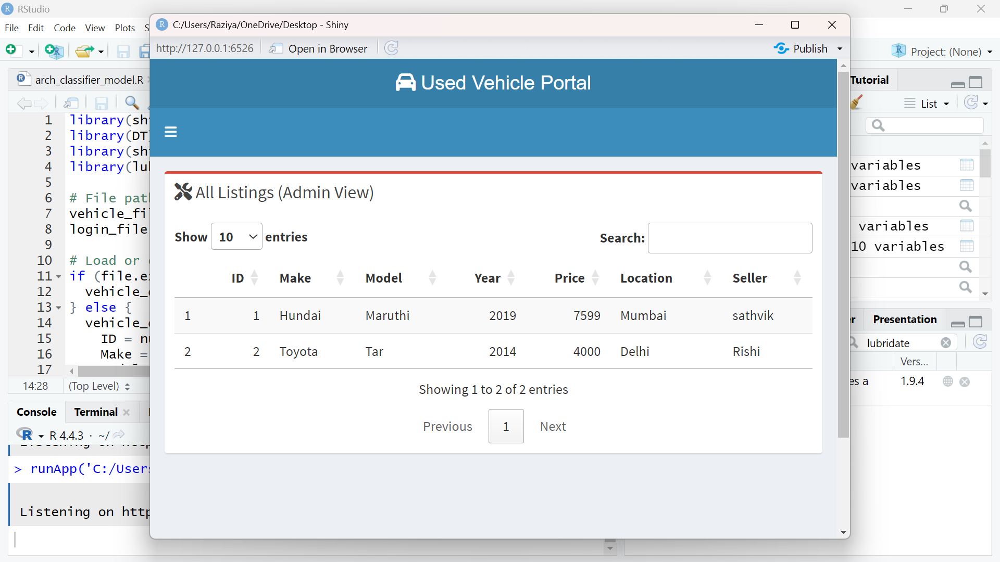 RStudio
File Edit Code View Plots
Project: (None)
arch_classifier_model.R
1 library(sh
2 library(DT
3 library(sh
4 library(lu
5
6 # File pat
7 vehicle_fi
8 login_file
9
10 # Load or
11 if (file.e
12 vehicle_
13 } else {
14 vehicle_
15 ID = n
16 Make =
17
14:28 (Top Level)
Console Terminal
R 4.4.3 · ~/
> runApp('C:/User
Listening on http
C:/Users/Raziya/OneDrive/Desktop - Shiny
http://127.0.0.1:6526 Open in Browser Publish
Used Vehicle Portal
All Listings (Admin View)
Show 10 entries Search:
ID Make Model Year Price Location Seller
1 1 Hundai Maruthi 2019 7599 Mumbai sathvik
2 2 Toyota Tar 2014 4000 Delhi Rishi
Showing 1 to 2 of 2 entries
Previous 1 Next
Tutorial
List
variables
variables
variables
10 variables
Presentation
lubridate
Vers...
es a 1.9.4